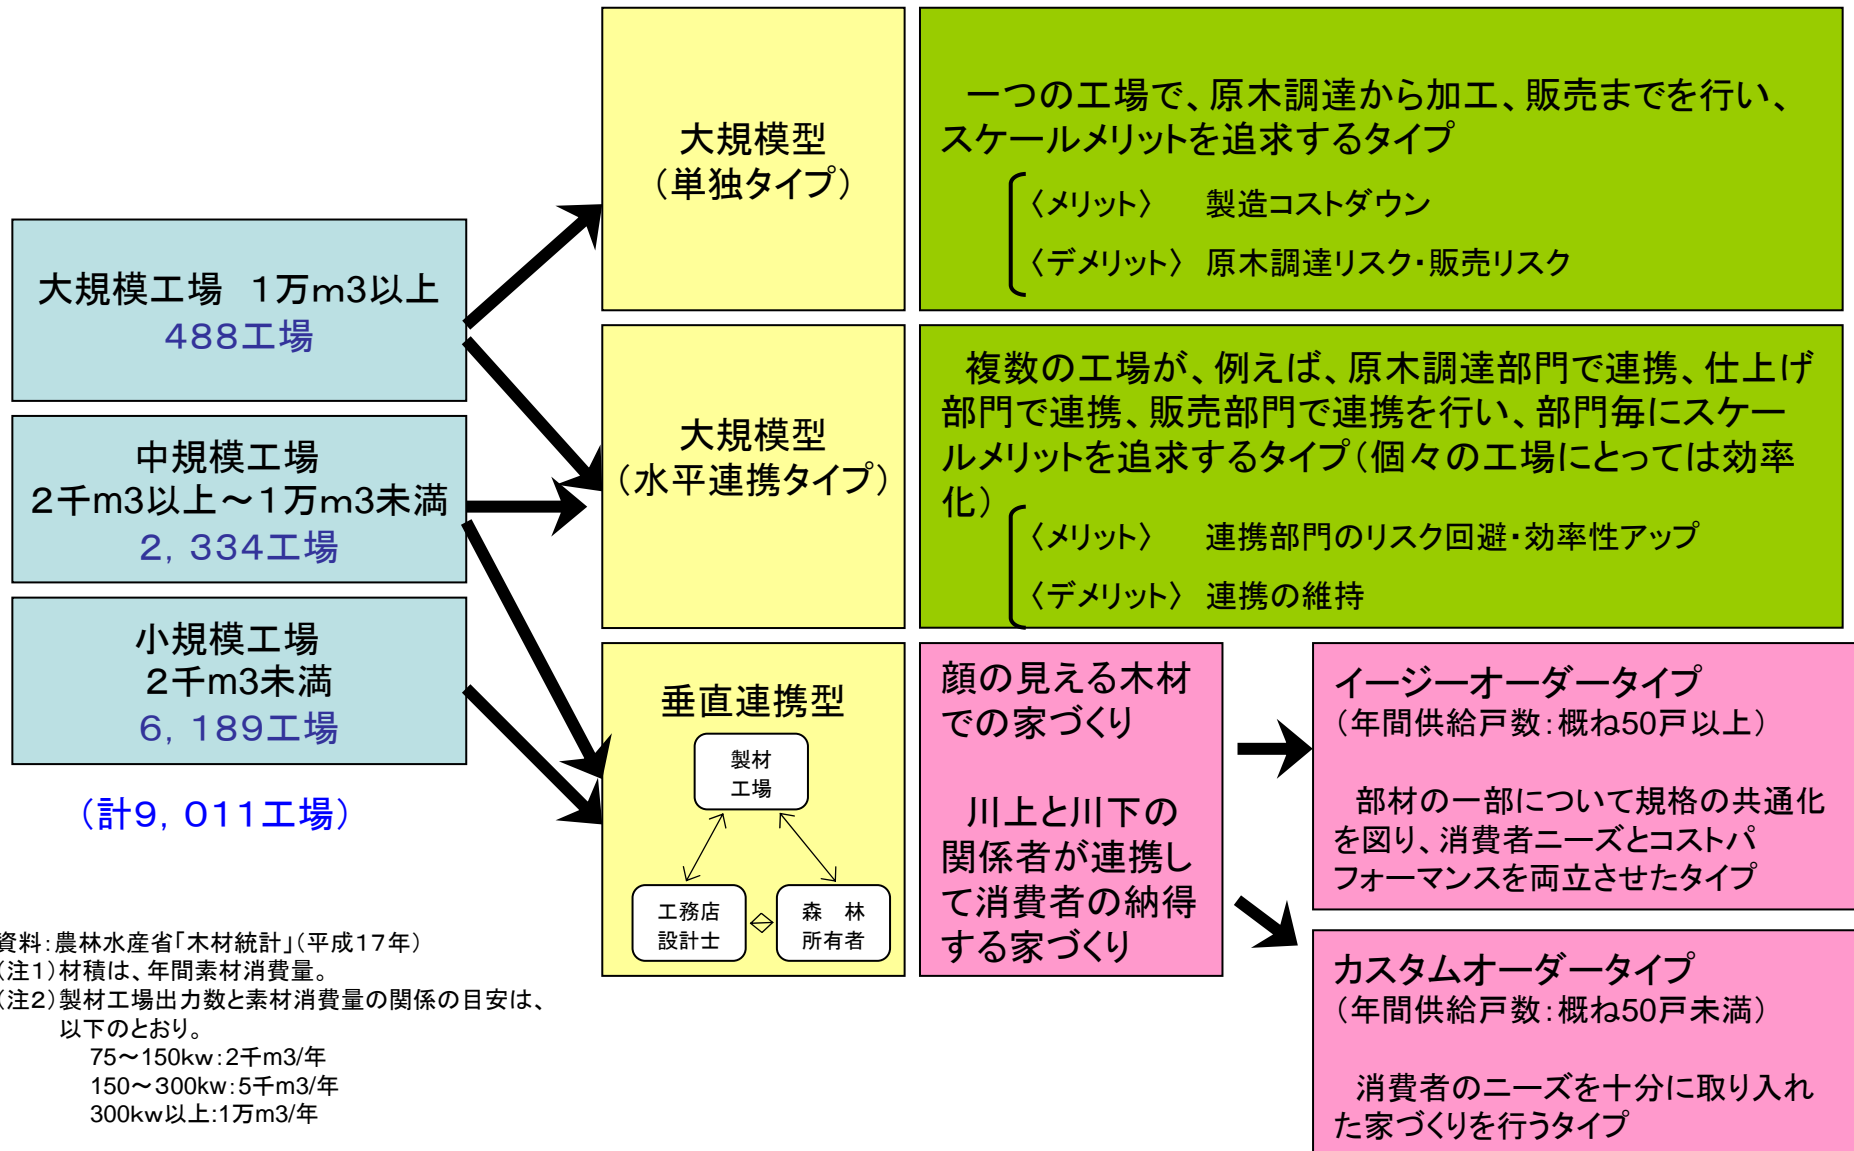 大規模工場　１万ｍ3以上
４８８工場
中規模工場
２千m3以上～１万ｍ3未満
２，３３４工場
小規模工場
２千ｍ3未満
６，１８９工場
（計９，０１１工場）
資料：農林水産省「木材統計」（平成１７年）
（注１）材積は、年間素材消費量。
（注２）製材工場出力数と素材消費量の関係の目安は、
以下のとおり。
75～150kw：2千m3/年
150～300kw：5千m3/年
300kw以上：1万m3/年
大規模型
（単独タイプ）
一つの工場で、原木調達から加工、販売までを行い、
スケールメリットを追求するタイプ
〈メリット〉　製造コストダウン
〈デメリット〉　原木調達リスク・販売リスク
大規模型
（水平連携タイプ）
複数の工場が、例えば、原木調達部門で連携、仕上げ
部門で連携、販売部門で連携を行い、部門毎にスケー
ルメリットを追求するタイプ（個々の工場にとっては効率
化）
〈メリット〉　連携部門のリスク回避・効率性アップ
〈デメリット〉　連携の維持
垂直連携型
製材
工場
工務店
設計士
森　林
所有者
顔の見える木材
での家づくり
川上と川下の
関係者が連携し
て消費者の納得
する家づくり
イージーオーダータイプ
（年間供給戸数：概ね50戸以上）
部材の一部について規格の共通化
を図り、消費者ニーズとコストパ
フォーマンスを両立させたタイプ
カスタムオーダータイプ
（年間供給戸数：概ね50戸未満）
消費者のニーズを十分に取り入れ
た家づくりを行うタイプ